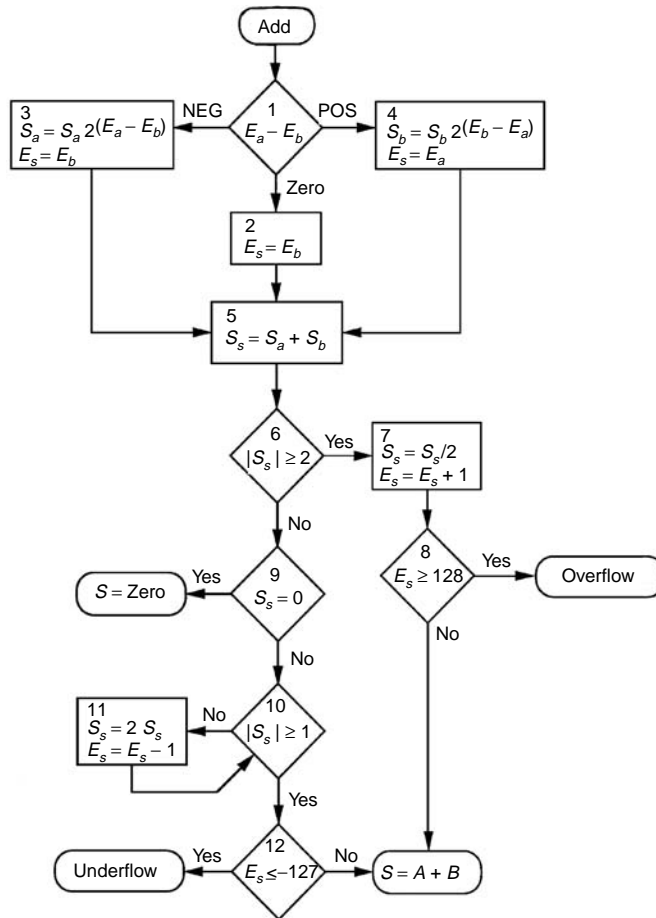 Add
1
E_a − E_b
NEG
POS
Zero
3
S_a = S_a 2^(E_a − E_b)
E_s = E_b
4
S_b = S_b 2^(E_b − E_a)
E_s = E_a
2
E_s = E_b
5
S_s = S_a + S_b
6
|S_s| ≥ 2
Yes
No
7
S_s = S_s/2
E_s = E_s + 1
8
E_s ≥ 128
Yes
Overflow
No
9
S_s = 0
Yes
S = Zero
No
10
|S_s| ≥ 1
No
11
S_s = 2 S_s
E_s = E_s − 1
Yes
12
E_s ≤ −127
Yes
Underflow
No
S = A + B